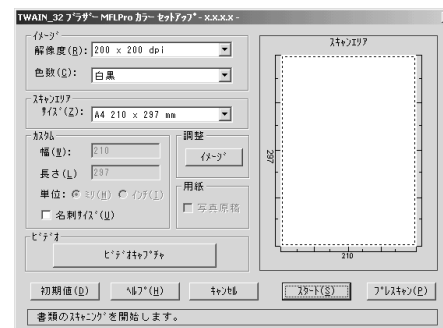 TWAIN_32 ﾌﾞﾗｻﾞｰ MFLPro ｶﾗｰ ｾｯﾄｱｯﾌﾟ- x.x.x.x -
ｲﾒｰｼﾞ
解像度(R): 200 x 200 dpi
色数(C): 白黒
ｽｷｬﾝｴﾘｱ
ｻｲｽﾞ(Z): A4 210 x 297 mm
ｶｽﾀﾑ
幅(W): 210
長さ(L) 297
単位: ﾐﾘ(M) ｲﾝﾁ(I)
名刺ｻｲｽﾞ(U)
調整
ｲﾒｰｼﾞ
用紙
写真原稿
ﾋﾞﾃﾞｵ
ﾋﾞﾃﾞｵｷｬﾌﾟﾁｬ
ｽｷｬﾝｴﾘｱ
297
210
初期値(D) ﾍﾙﾌﾟ(H) ｷｬﾝｾﾙ ｽﾀｰﾄ(S) ﾌﾟﾚｽｷｬﾝ(P)
書類のｽｷｬﾆﾝｸﾞを開始します。